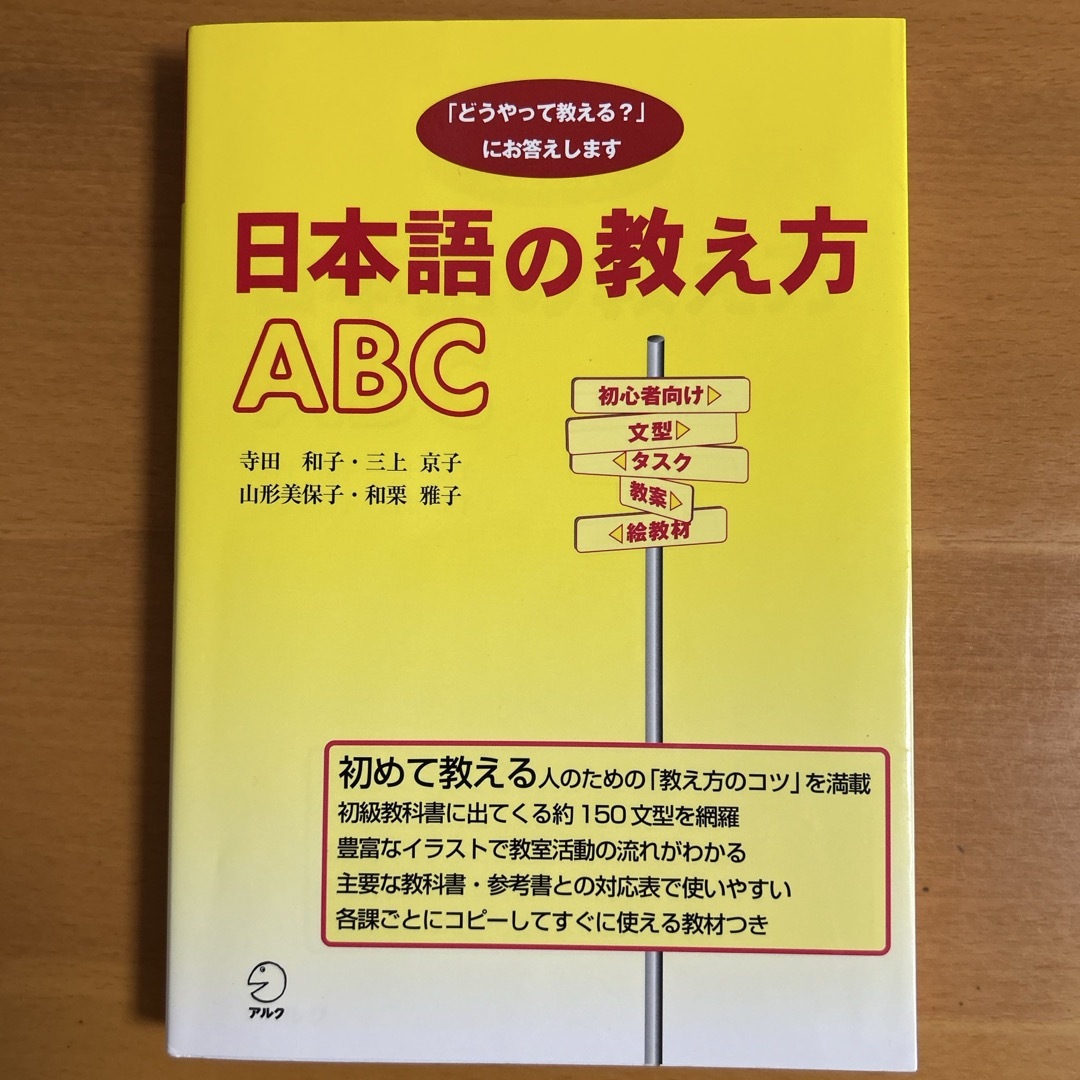 「どうやって教える？」
にお答えします
日本語の教え方
ABC
寺田　和子・三上　京子
山形美保子・和栗　雅子
初心者向け
文型
タスク
教案
絵教材
初めて教える人のための「教え方のコツ」を満載
初級教科書に出てくる約150文型を網羅
豊富なイラストで教室活動の流れがわかる
主要な教科書・参考書との対応表で使いやすい
各課ごとにコピーしてすぐに使える教材つき
アルク